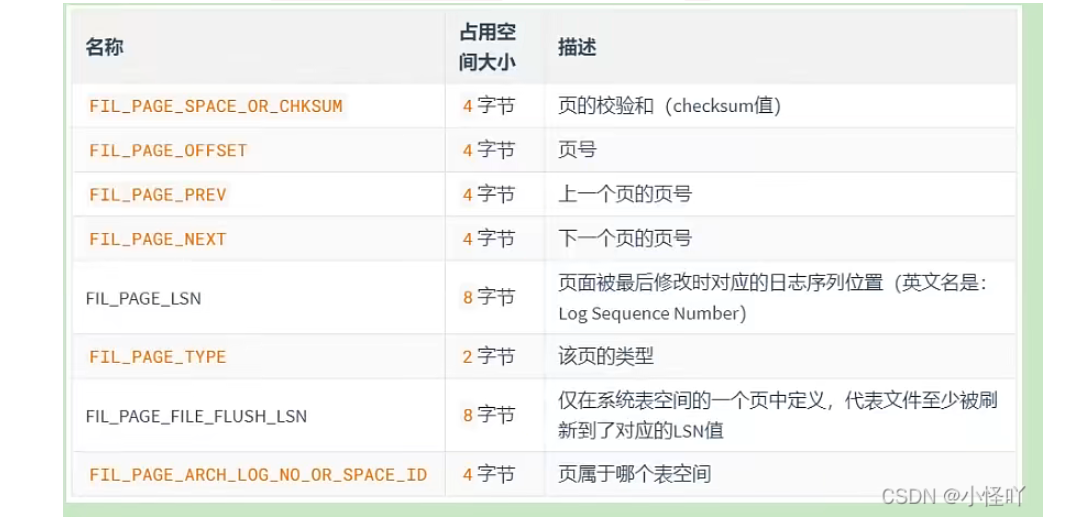 名称 占用空间大小 描述
FIL_PAGE_SPACE_OR_CHKSUM 4 字节 页的校验和（checksum值）
FIL_PAGE_OFFSET 4 字节 页号
FIL_PAGE_PREV 4 字节 上一个页的页号
FIL_PAGE_NEXT 4 字节 下一个页的页号
FIL_PAGE_LSN 8 字节 页面被最后修改时对应的日志序列位置（英文名是：
Log Sequence Number）
FIL_PAGE_TYPE 2 字节 该页的类型
FIL_PAGE_FILE_FLUSH_LSN 8 字节 仅在系统表空间的一个页中定义，代表文件至少被刷
新到了对应的LSN值
FIL_PAGE_ARCH_LOG_NO_OR_SPACE_ID 4 字节 页属于哪个表空间
CSDN @小怪吖